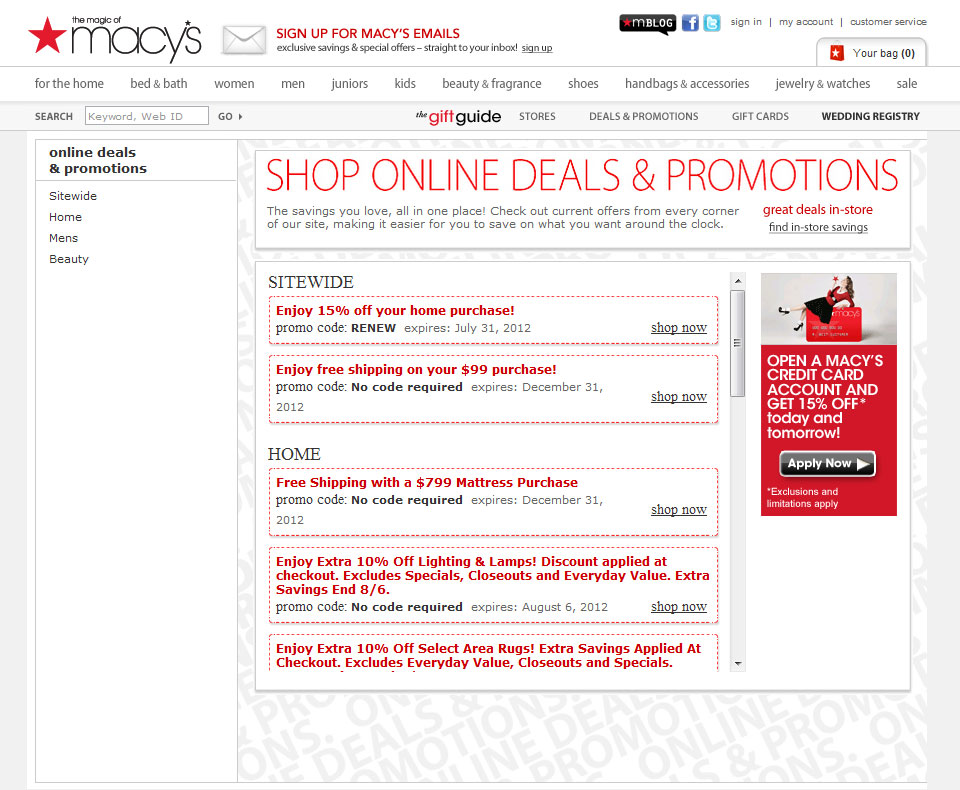 the magic of
macy's
SIGN UP FOR MACY'S EMAILS
exclusive savings & special offers – straight to your inbox! sign up
mBLOG
sign in | my account | customer service
Your bag (0)
for the home bed & bath women men juniors kids beauty & fragrance shoes handbags & accessories jewelry & watches sale
SEARCH Keyword, Web ID GO the giftguide STORES DEALS & PROMOTIONS GIFT CARDS WEDDING REGISTRY
online deals
& promotions
Sitewide
Home
Mens
Beauty
SHOP ONLINE DEALS & PROMOTIONS
The savings you love, all in one place! Check out current offers from every corner
of our site, making it easier for you to save on what you want around the clock.
great deals in-store
find in-store savings
SITEWIDE
Enjoy 15% off your home purchase!
promo code: RENEW expires: July 31, 2012 shop now
Enjoy free shipping on your $99 purchase!
promo code: No code required expires: December 31,
2012
shop now
HOME
Free Shipping with a $799 Mattress Purchase
promo code: No code required expires: December 31,
2012
shop now
Enjoy Extra 10% Off Lighting & Lamps! Discount applied at
checkout. Excludes Specials, Closeouts and Everyday Value. Extra
Savings End 8/6.
promo code: No code required expires: August 6, 2012 shop now
Enjoy Extra 10% Off Select Area Rugs! Extra Savings Applied At
Checkout. Excludes Everyday Value, Closeouts and Specials.
macy's
OPEN A MACY'S
CREDIT CARD
ACCOUNT AND
GET 15% OFF*
today and
tomorrow!
Apply Now
*Exclusions and
limitations apply